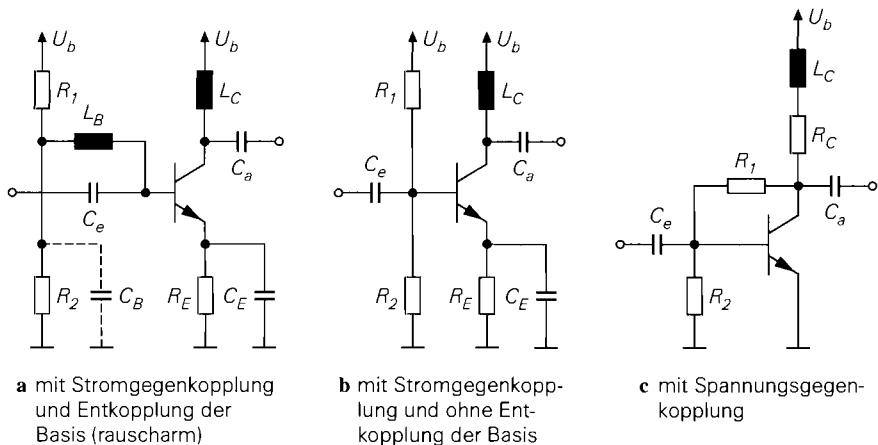 U_b
U_b
R_1
L_C
L_B
C_a
C_e
R_2
C_B
R_E
C_E
a mit Stromgegenkopplung
und Entkopplung der
Basis (rauscharm)
U_b
U_b
R_1
L_C
C_e
C_a
R_2
R_E
C_E
b mit Stromgegenkopp-
lung und ohne Ent-
kopplung der Basis
U_b
L_C
R_C
R_1
C_e
C_a
R_2
c mit Spannungsgegen-
kopplung